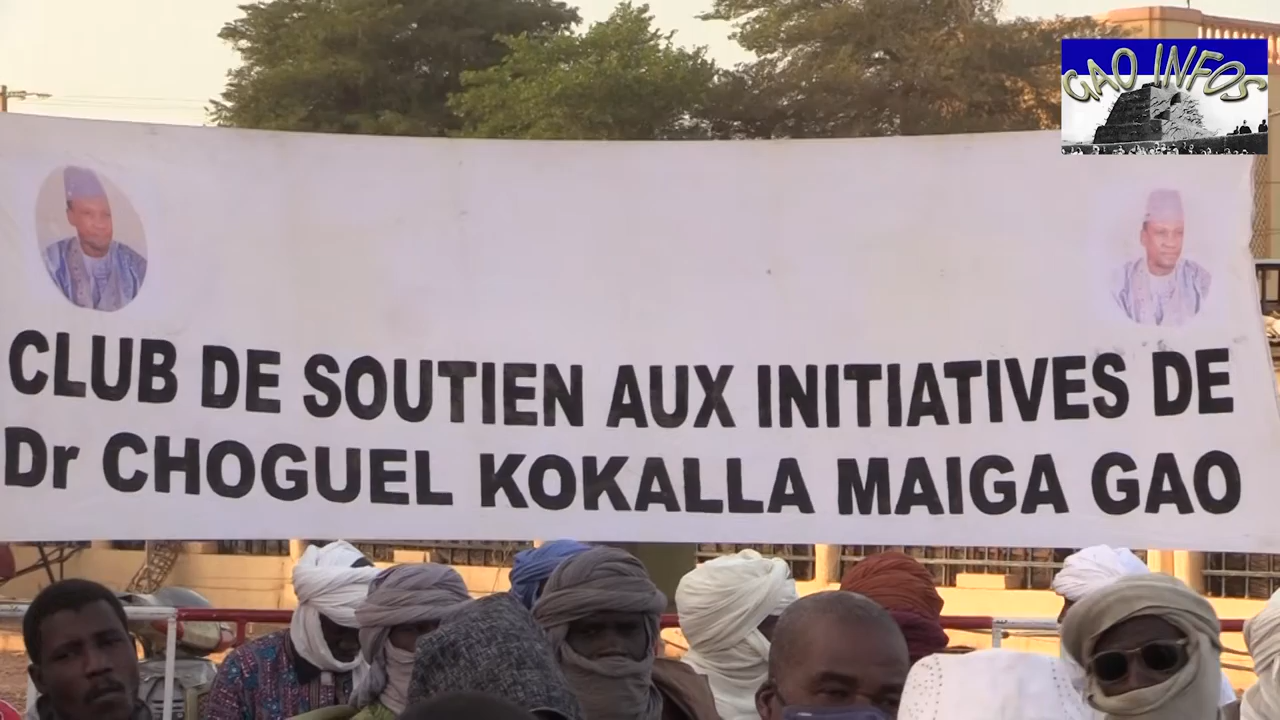 GAO INFOS
CLUB DE SOUTIEN AUX INITIATIVES DE
Dr CHOGUEL KOKALLA MAIGA GAO